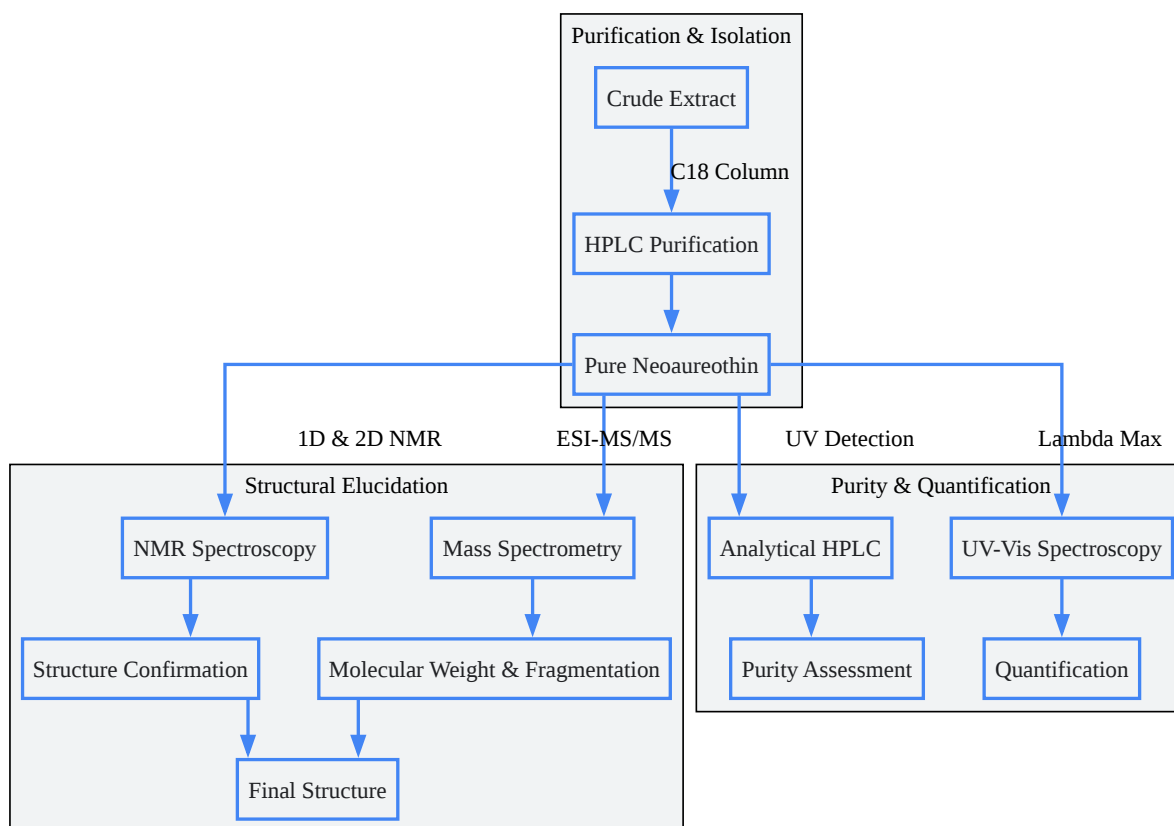 Purification & Isolation
Crude Extract
C18 Column
HPLC Purification
Pure Neoaureothin
1D & 2D NMR
ESI-MS/MS
UV Detection
Lambda Max
Structural Elucidation
Purity & Quantification
NMR Spectroscopy
Mass Spectrometry
Analytical HPLC
UV-Vis Spectroscopy
Structure Confirmation
Molecular Weight & Fragmentation
Purity Assessment
Quantification
Final Structure